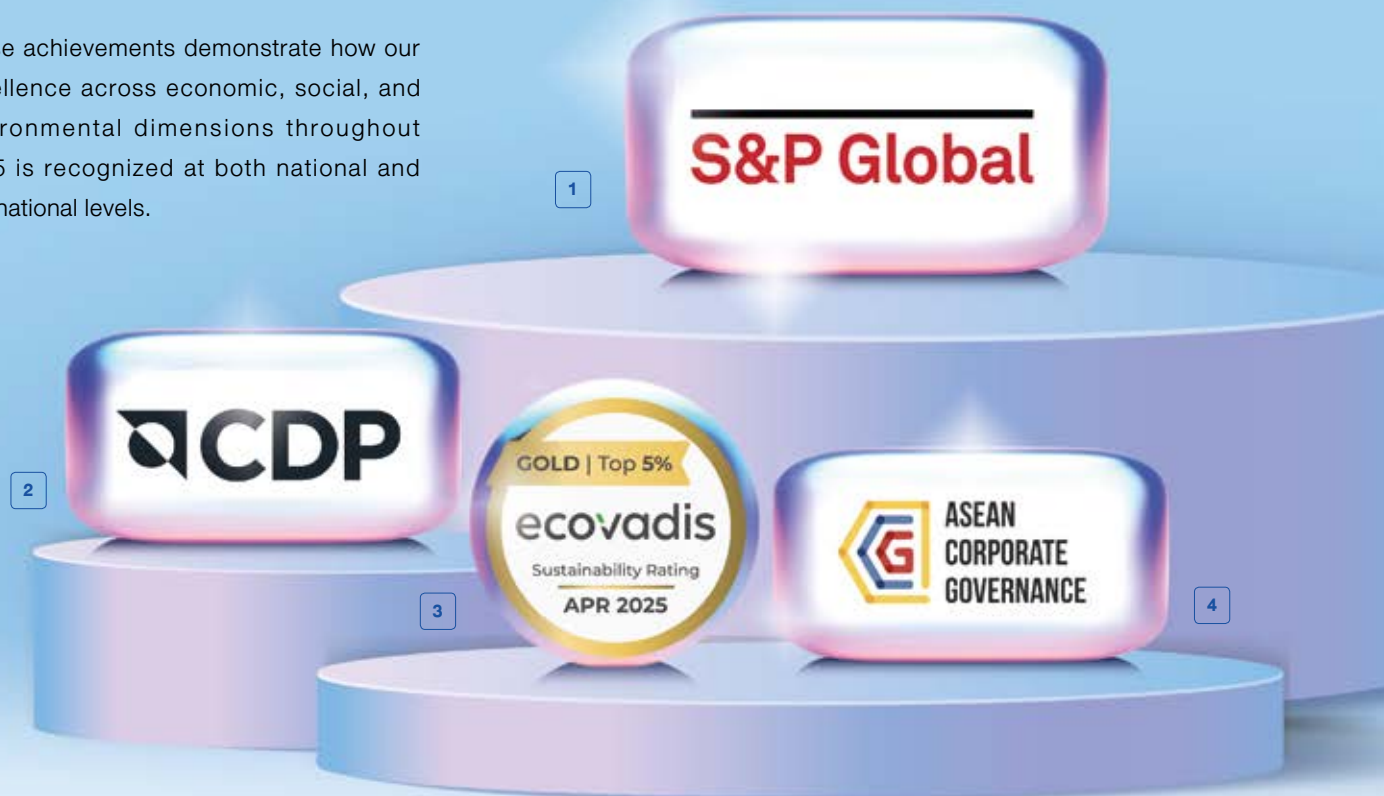 se achievements demonstrate how our
ellence across economic, social, and
ronmental dimensions throughout
5 is recognized at both national and
national levels.
1
S&P Global
2
CDP
GOLD | Top 5%
ecovadis
Sustainability Rating
APR 2025
3
ASEAN
CORPORATE
GOVERNANCE
4